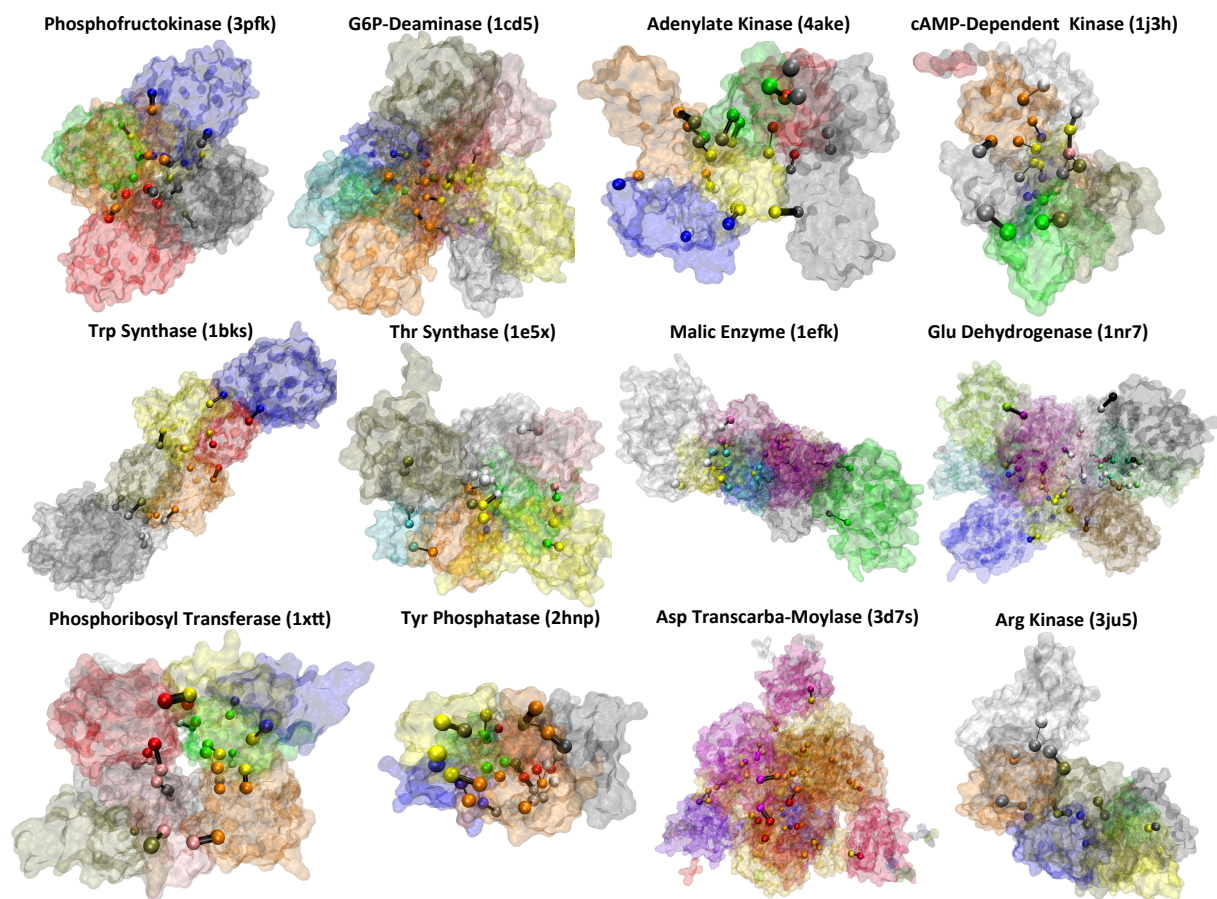 Phosphofructokinase (3pfk)
G6P-Deaminase (1cd5)
Adenylate Kinase (4ake)
cAMP-Dependent Kinase (1j3h)
Trp Synthase (1bks)
Thr Synthase (1e5x)
Malic Enzyme (1efk)
Glu Dehydrogenase (1nr7)
Phosphoribosyl Transferase (1xtt)
Tyr Phosphatase (2hnp)
Asp Transcarba-Moylase (3d7s)
Arg Kinase (3ju5)